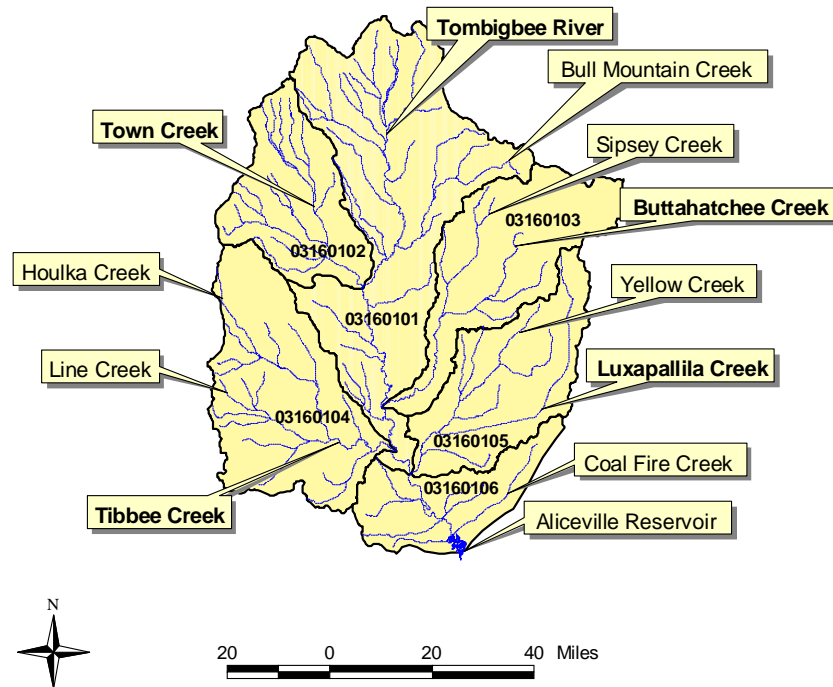 Tombigbee River
Bull Mountain Creek
Town Creek
Sipsey Creek
03160103
Buttahatchee Creek
03160102
Houlka Creek
Yellow Creek
03160101
Line Creek
Luxapallila Creek
03160104
03160105
Coal Fire Creek
03160106
Tibbee Creek
Aliceville Reservoir
N
20 0 20 40 Miles